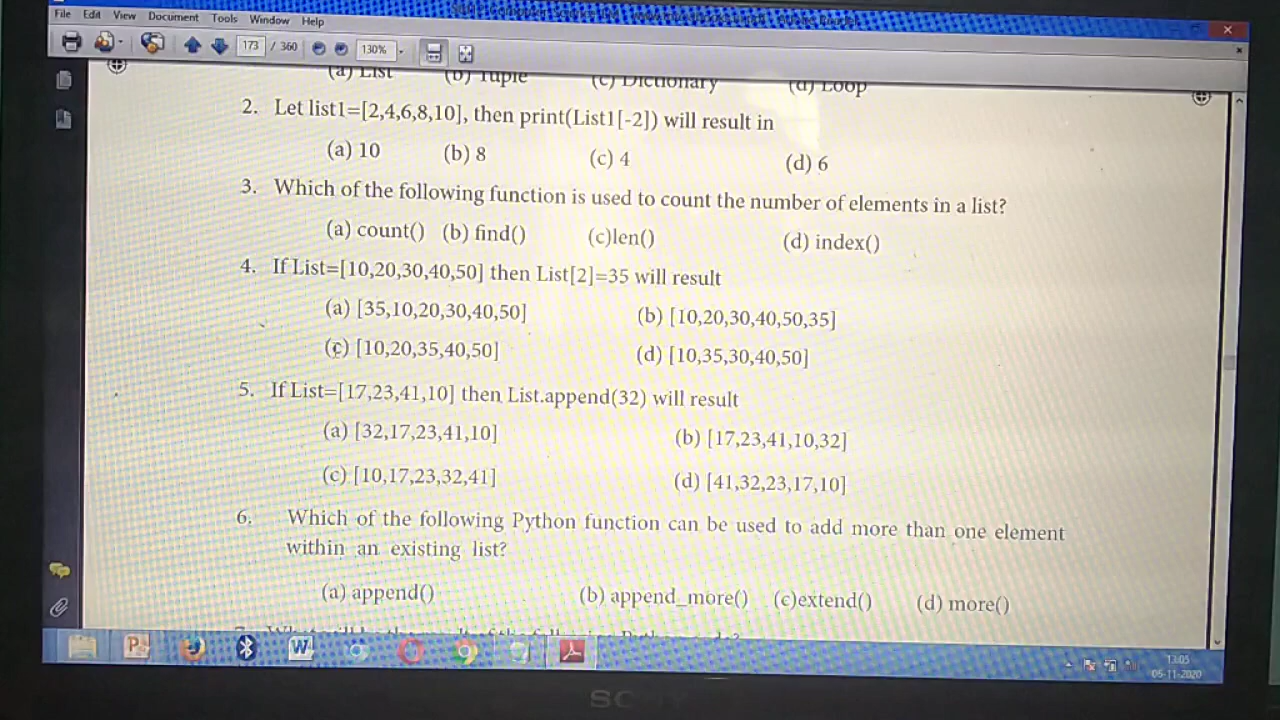 File Edit View Document Tools Window Help
173 / 360 130%
(a) List (b) Tuple (c) Dictionary (d) Loop
2. Let list1=[2,4,6,8,10], then print(List1[-2]) will result in
(a) 10 (b) 8 (c) 4 (d) 6
3. Which of the following function is used to count the number of elements in a list?
(a) count() (b) find() (c)len() (d) index()
4. If List=[10,20,30,40,50] then List[2]=35 will result
(a) [35,10,20,30,40,50] (b) [10,20,30,40,50,35]
(c) [10,20,35,40,50] (d) [10,35,30,40,50]
5. If List=[17,23,41,10] then List.append(32) will result
(a) [32,17,23,41,10] (b) [17,23,41,10,32]
(c) [10,17,23,32,41] (d) [41,32,23,17,10]
6. Which of the following Python function can be used to add more than one element
within an existing list?
(a) append() (b) append_more() (c)extend() (d) more()
13:05
05-11-2020